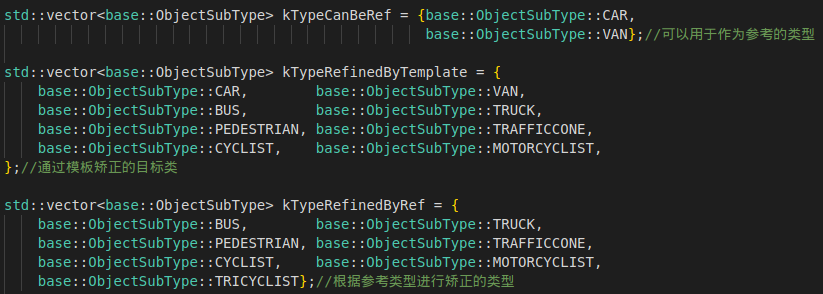 std::vector<base::ObjectSubType> kTypeCanBeRef = {base::ObjectSubType::CAR,
                                                  base::ObjectSubType::VAN};//可以用于作为参考的类型
std::vector<base::ObjectSubType> kTypeRefinedByTemplate = {
    base::ObjectSubType::CAR,        base::ObjectSubType::VAN,
    base::ObjectSubType::BUS,        base::ObjectSubType::TRUCK,
    base::ObjectSubType::PEDESTRIAN, base::ObjectSubType::TRAFFICCONE,
    base::ObjectSubType::CYCLIST,    base::ObjectSubType::MOTORCYCLIST,
};//通过模板矫正的目标类
std::vector<base::ObjectSubType> kTypeRefinedByRef = {
    base::ObjectSubType::BUS,        base::ObjectSubType::TRUCK,
    base::ObjectSubType::PEDESTRIAN, base::ObjectSubType::TRAFFICCONE,
    base::ObjectSubType::CYCLIST,    base::ObjectSubType::MOTORCYCLIST,
    base::ObjectSubType::TRICYCLIST};//根据参考类型进行矫正的类型